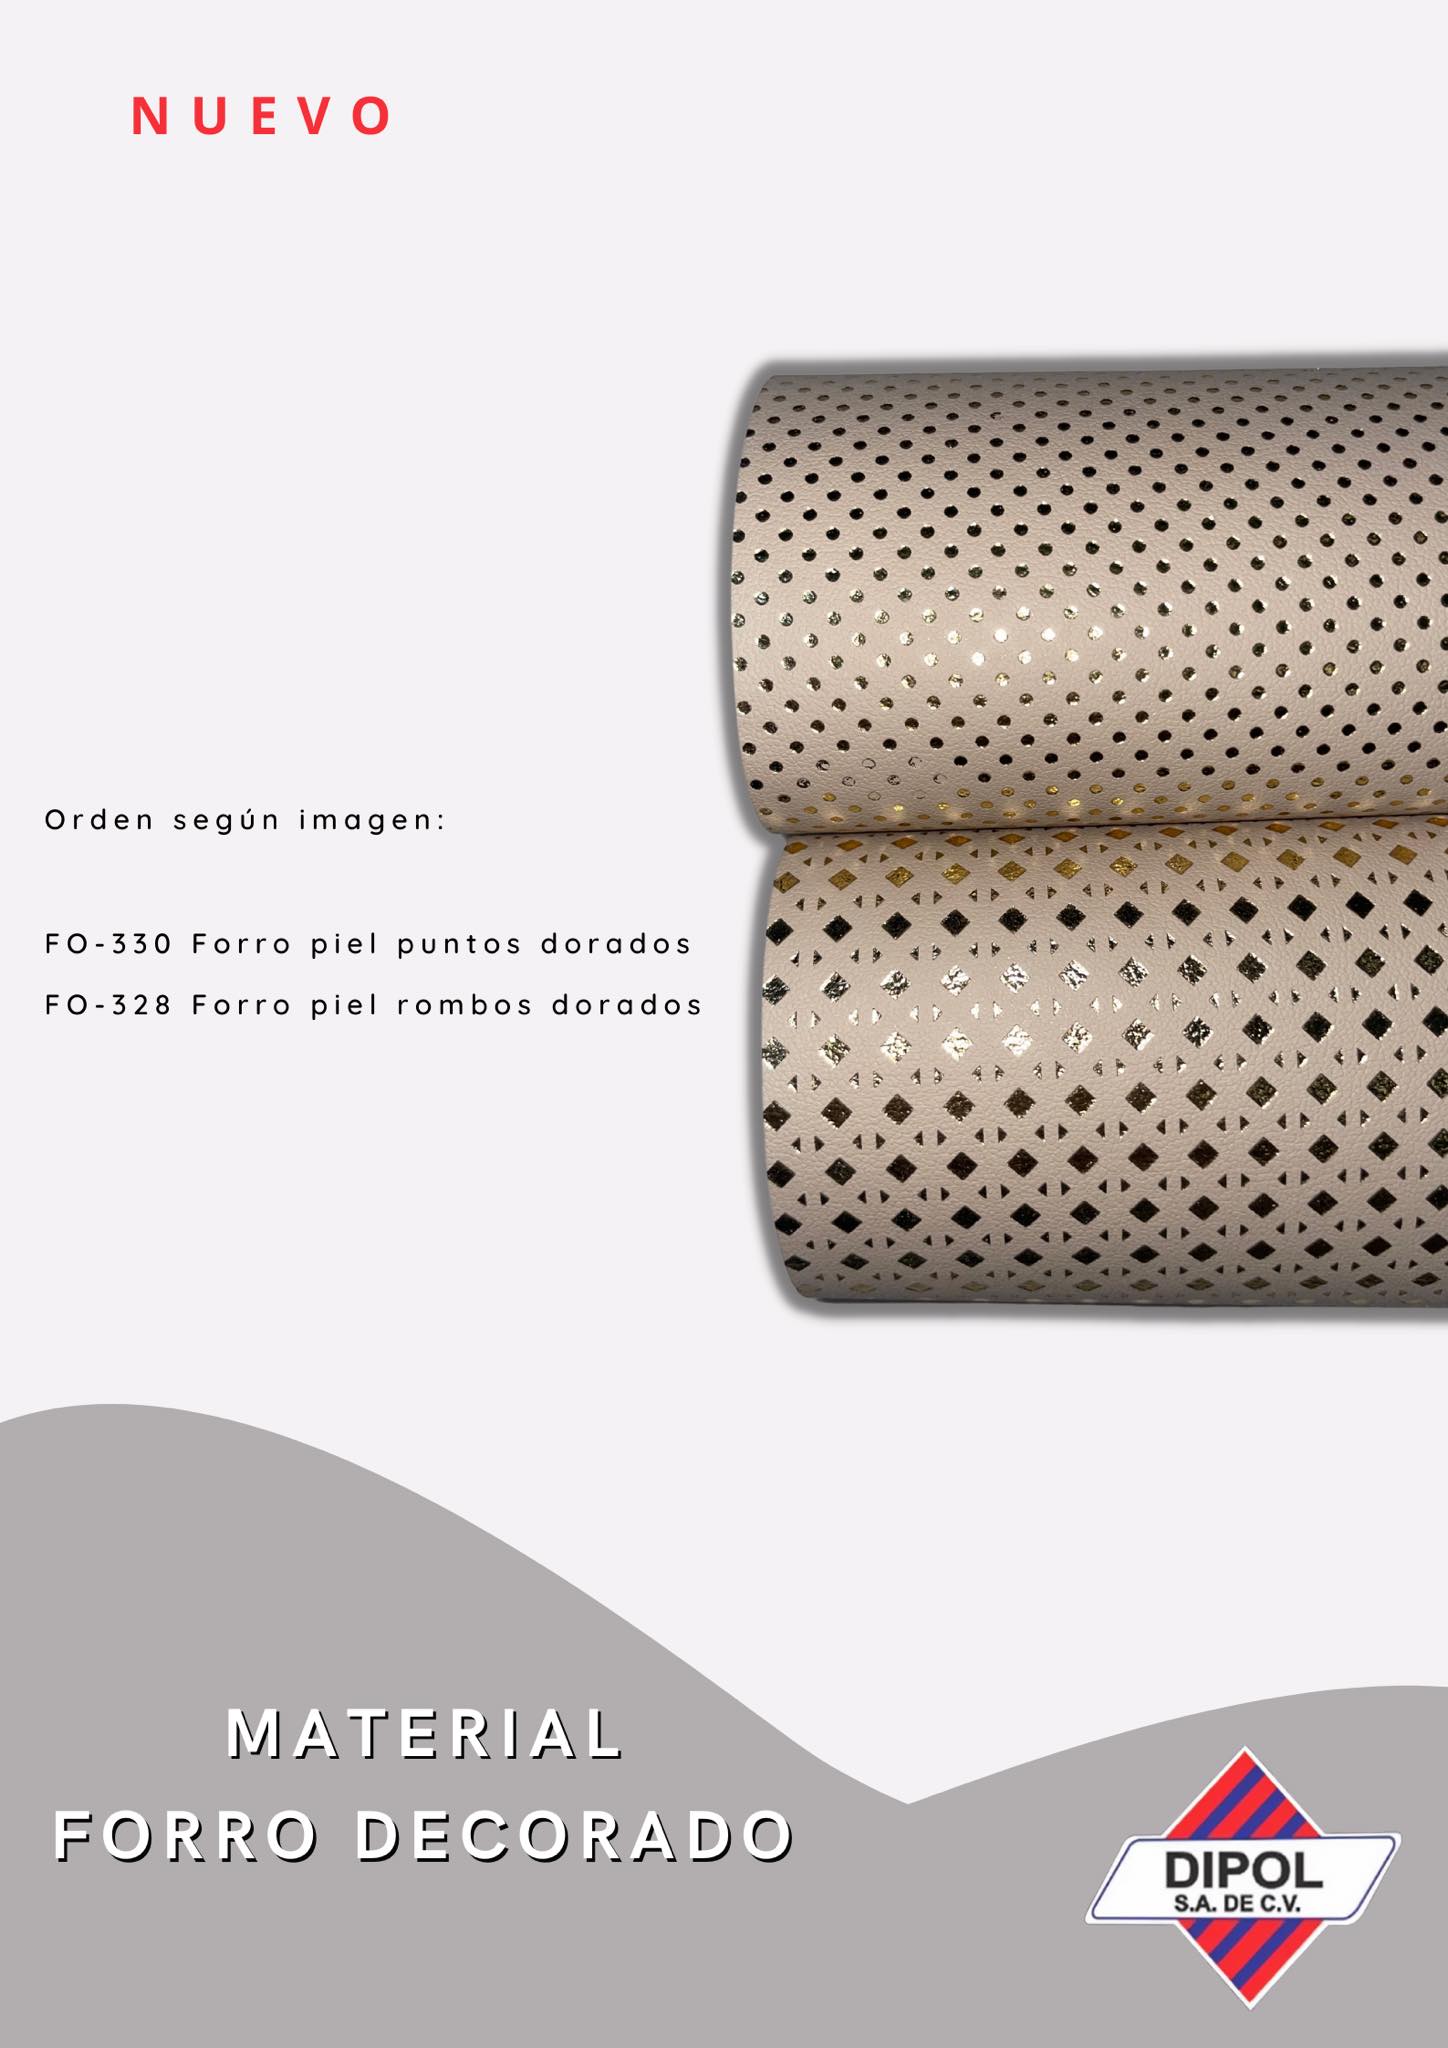 NUEVO
Orden según imagen:
FO-330 Forro piel puntos dorados
FO-328 Forro piel rombos dorados
MATERIAL
FORRO DECORADO
DIPOL
S.A. DE C.V.